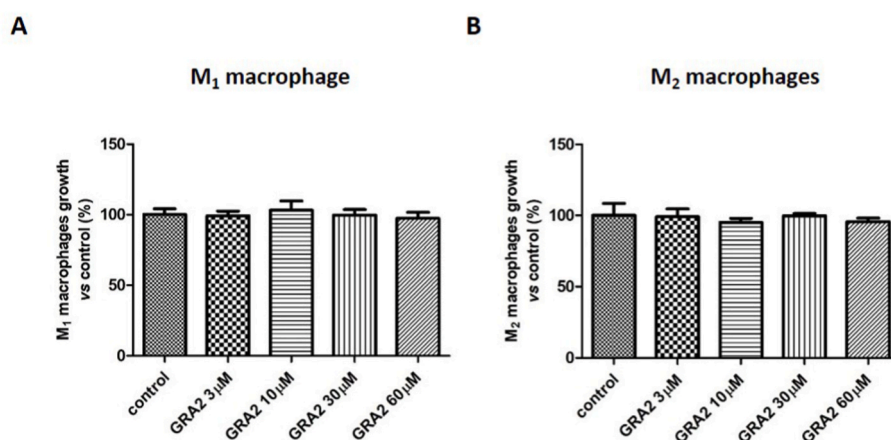 A
M₁ macrophage
M₁ macrophages growth
vs control (%)
150
100
50
0
control
GRA2 3μM
GRA2 10μM
GRA2 30μM
GRA2 60μM
B
M₂ macrophages
M₂ macrophages growth
vs control (%)
150
100
50
0
control
GRA2 3μM
GRA2 10μM
GRA2 30μM
GRA2 60μM